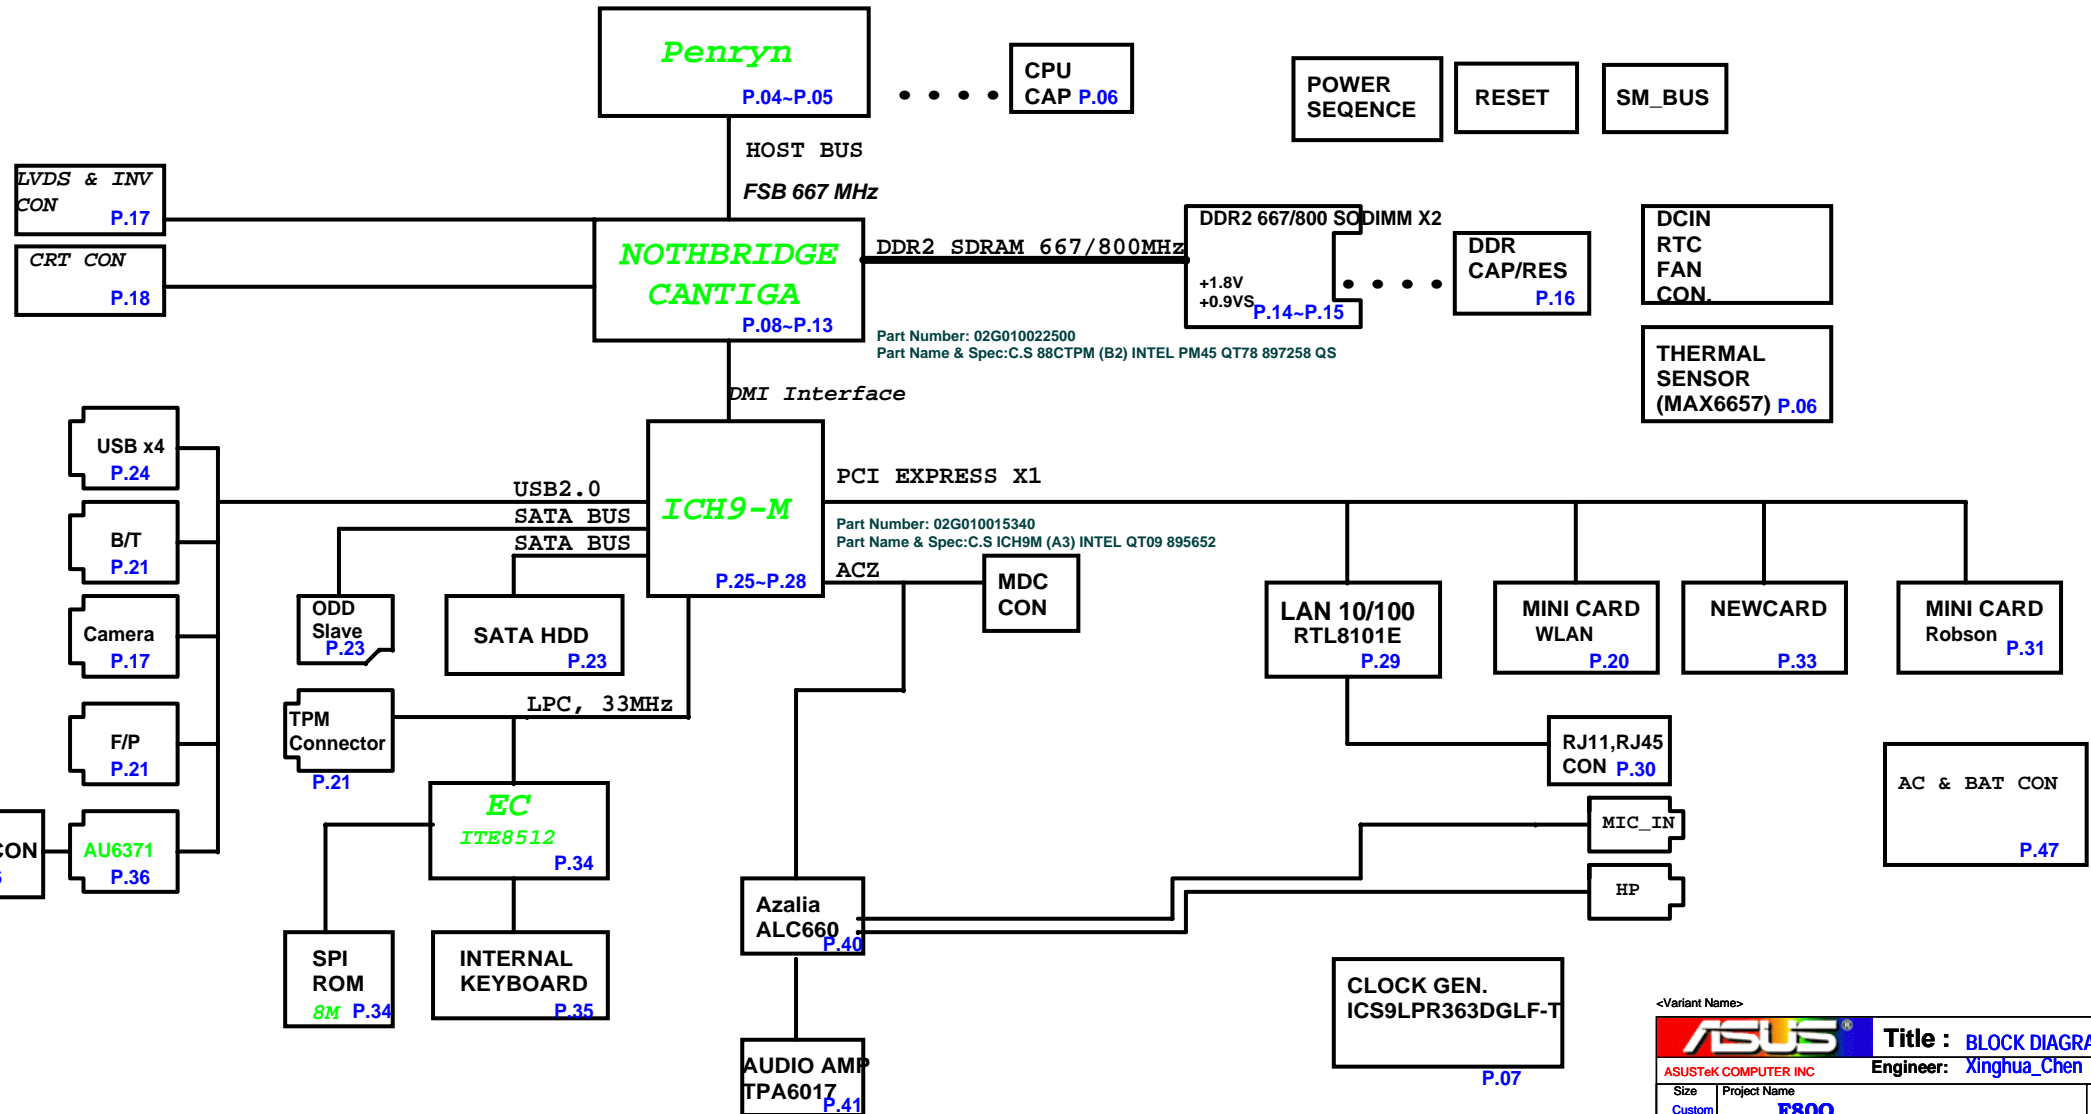 Penryn
P.04~P.05
CPU
CAP P.06
POWER
SEQENCE
RESET
SM_BUS
HOST BUS
FSB 667 MHz
LVDS & INV
CON
P.17
CRT CON
P.18
NOTHBRIDGE
CANTIGA
P.08~P.13
DDR2 SDRAM 667/800MHz
DDR2 667/800 SODIMM X2
+1.8V
+0.9VS
P.14~P.15
DDR
CAP/RES
P.16
DCIN
RTC
FAN
CON.
Part Number: 02G010022500
Part Name & Spec:C.S 88CTPM (B2) INTEL PM45 QT78 897258 QS
THERMAL
SENSOR
(MAX6657) P.06
DMI Interface
USB x4
P.24
B/T
P.21
Camera
P.17
F/P
P.21
CON
AU6371
P.36
USB2.0
SATA BUS
SATA BUS
ICH9-M
P.25~P.28
PCI EXPRESS X1
Part Number: 02G010015340
Part Name & Spec:C.S ICH9M (A3) INTEL QT09 895652
ACZ
MDC
CON
ODD
Slave
P.23
SATA HDD
P.23
LAN 10/100
RTL8101E
P.29
MINI CARD
WLAN
P.20
NEWCARD
P.33
MINI CARD
Robson
P.31
TPM
Connector
P.21
LPC, 33MHz
RJ11,RJ45
CON P.30
AC & BAT CON
P.47
EC
ITE8512
P.34
MIC_IN
HP
Azalia
ALC660
P.40
SPI
ROM
8M P.34
INTERNAL
KEYBOARD
P.35
CLOCK GEN.
ICS9LPR363DGLF-T
P.07
AUDIO AMP
TPA6017
P.41
<Variant Name>
ASUS®
Title : BLOCK DIAGRA
ASUSTeK COMPUTER INC
Engineer: Xinghua_Chen
Size
Project Name
Custom
F80Q